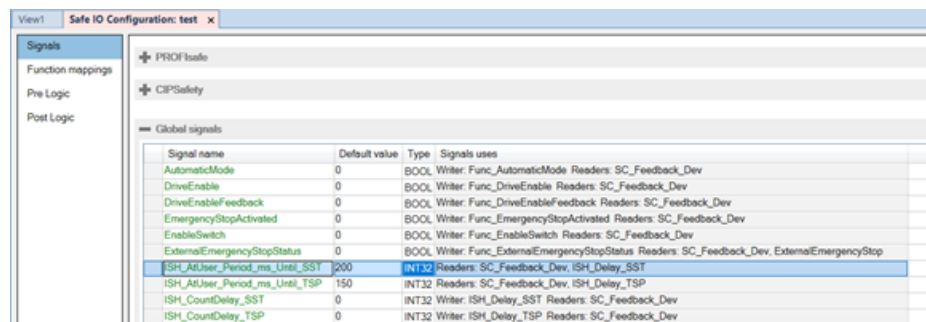 View1 Safe IO Configuration: test x
Signals
Function mappings
Pre Logic
Post Logic
PROFIsafe
CIPSafety
Global signals
Signal name Default value Type Signals uses
AutomaticMode 0 BOOL Writer: Func_AutomaticMode Readers: SC_Feedback_Dev
DriveEnable 0 BOOL Writer: Func_DriveEnable Readers: SC_Feedback_Dev
DriveEnableFeedback 0 BOOL Writer: Func_DriveEnableFeedback Readers: SC_Feedback_Dev
EmergencyStopActivated 0 BOOL Writer: Func_EmergencyStopActivated Readers: SC_Feedback_Dev
EnableSwitch 0 BOOL Writer: Func_EnableSwitch Readers: SC_Feedback_Dev
ExternalEmergencyStopStatus 0 BOOL Writer: Func_ExternalEmergencyStopStatus Readers: SC_Feedback_Dev, ExternalEmergencyStop
ISH_AtUser_Period_ms_Until_SST 200 INT32 Readers: SC_Feedback_Dev, ISH_Delay_SST
ISH_AtUser_Period_ms_Until_TSP 150 INT32 Readers: SC_Feedback_Dev, ISH_Delay_TSP
ISH_CountDelay_SST 0 INT32 Writer: ISH_Delay_SST Readers: SC_Feedback_Dev
ISH_CountDelay_TSP 0 INT32 Writer: ISH_Delay_TSP Readers: SC_Feedback_Dev